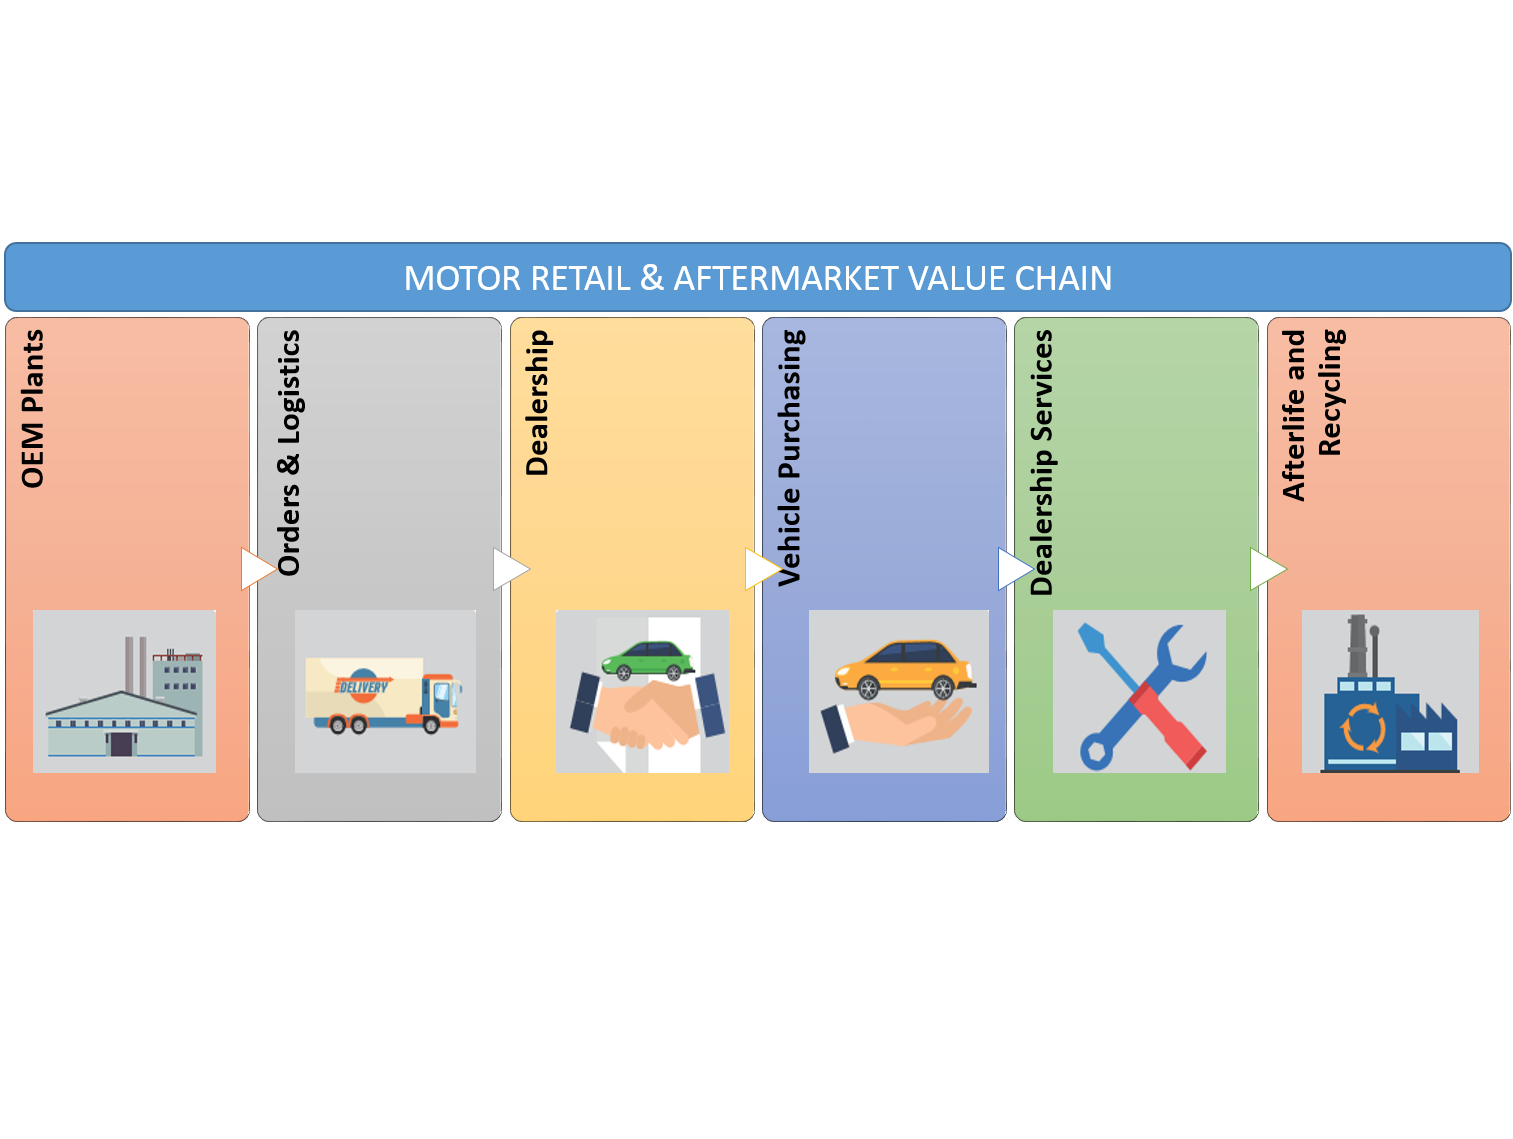 MOTOR RETAIL & AFTERMARKET VALUE CHAIN
OEM Plants
Orders & Logistics
Dealership
Vehicle Purchasing
Dealership Services
Afterlife and
Recycling
DELIVERY